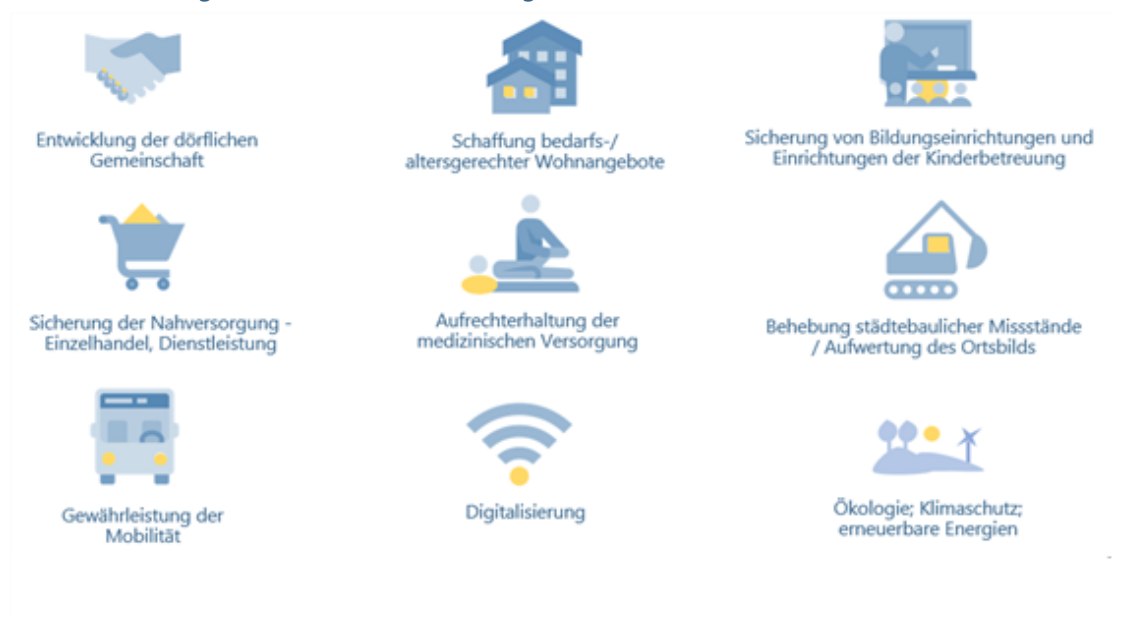 Entwicklung der dörflichen
Gemeinschaft
Schaffung bedarfs-/
altersgerechter Wohnangebote
Sicherung von Bildungseinrichtungen und
Einrichtungen der Kinderbetreuung
Sicherung der Nahversorgung -
Einzelhandel, Dienstleistung
Aufrechterhaltung der
medizinischen Versorgung
Behebung städtebaulicher Missstände
/ Aufwertung des Ortsbilds
Gewährleistung der
Mobilität
Digitalisierung
Ökologie; Klimaschutz;
erneuerbare Energien